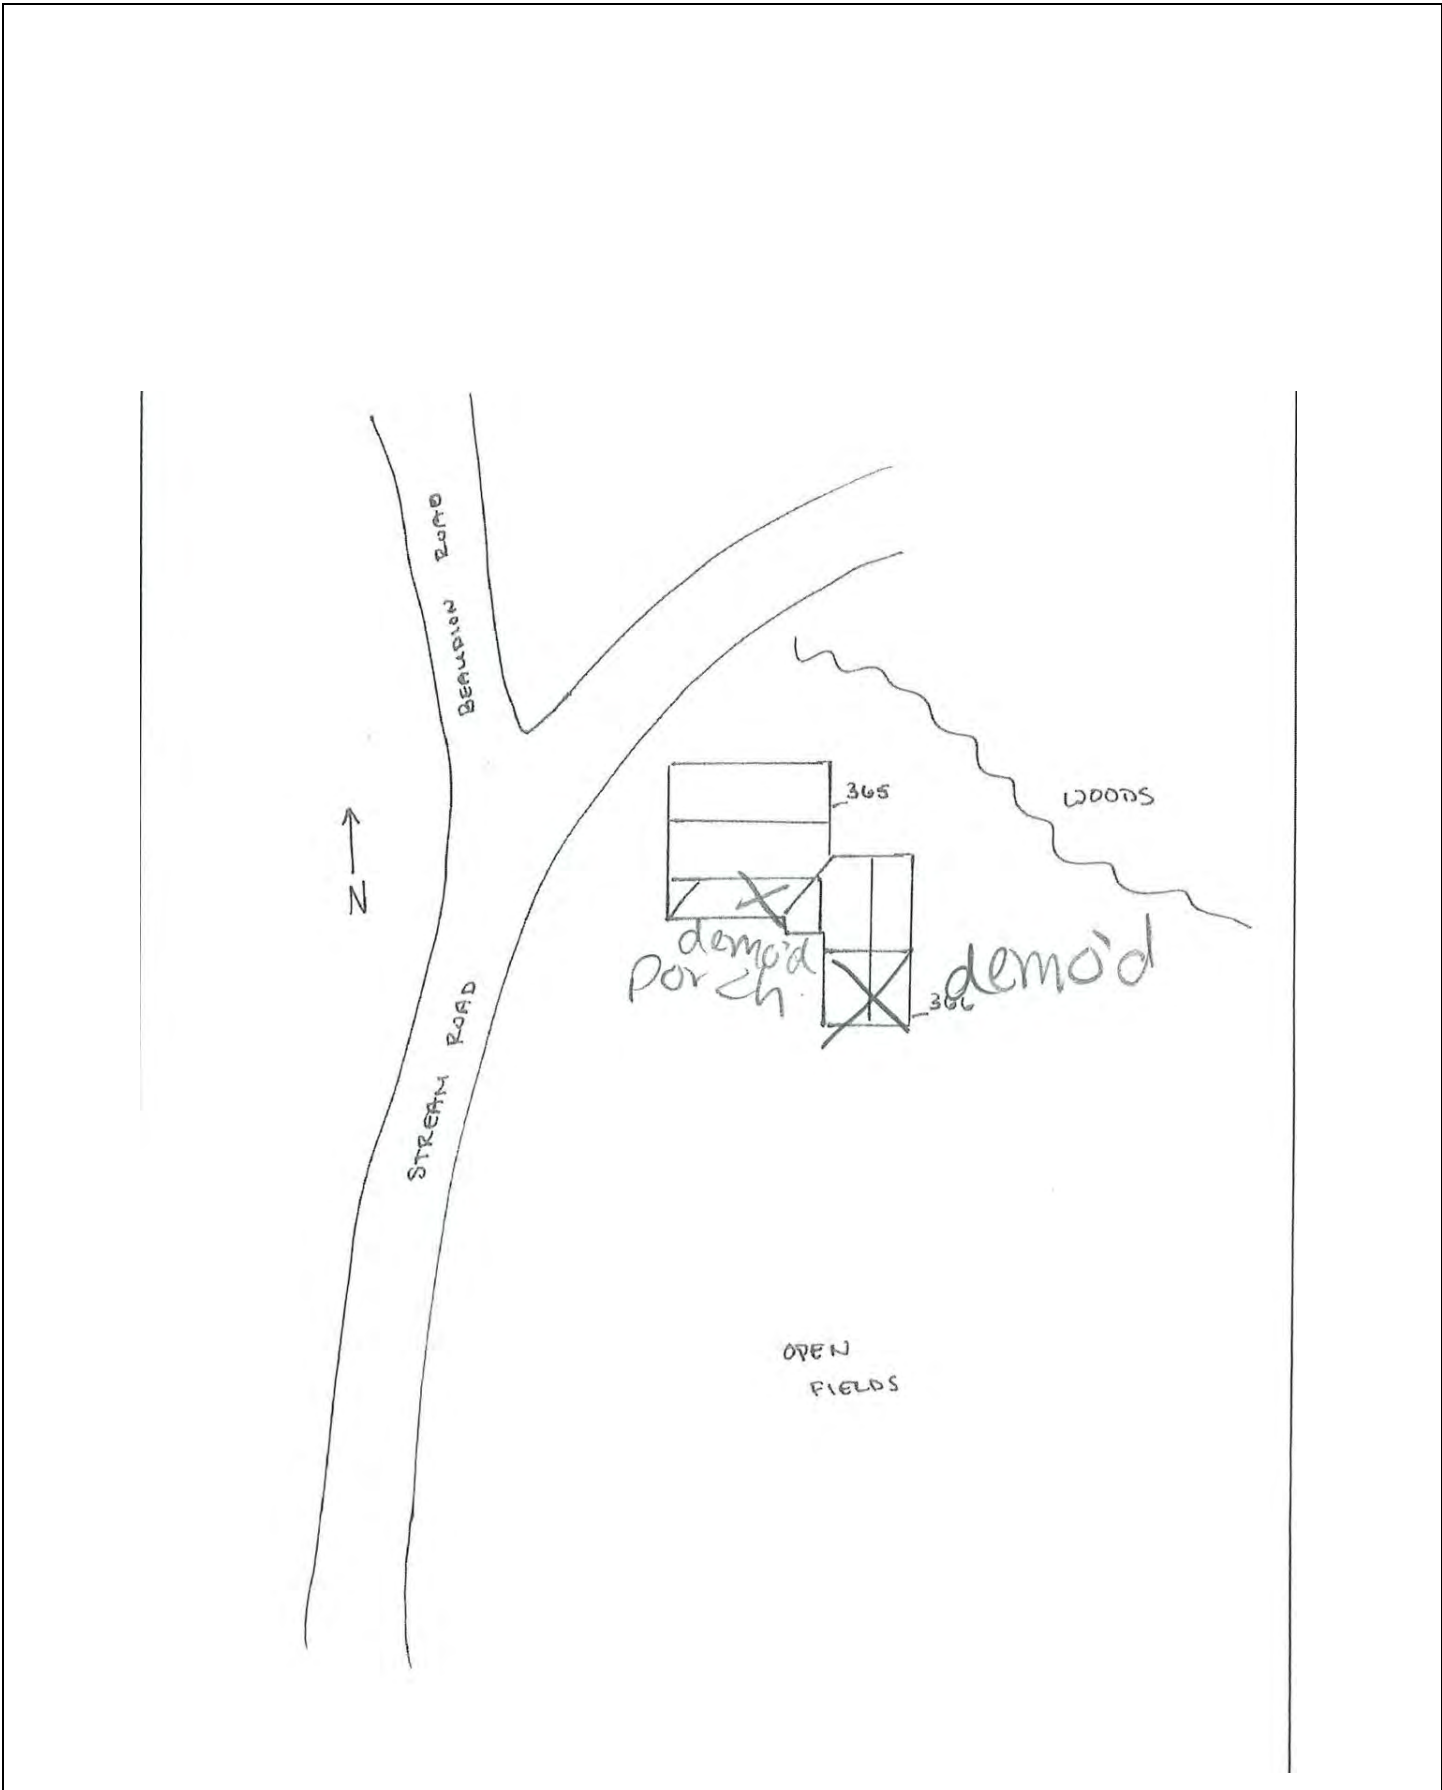 BEAUDION ROAD
365
WOODS
N
demo'd
porch
demo'd
366
STREAM ROAD
OPEN
FIELDS